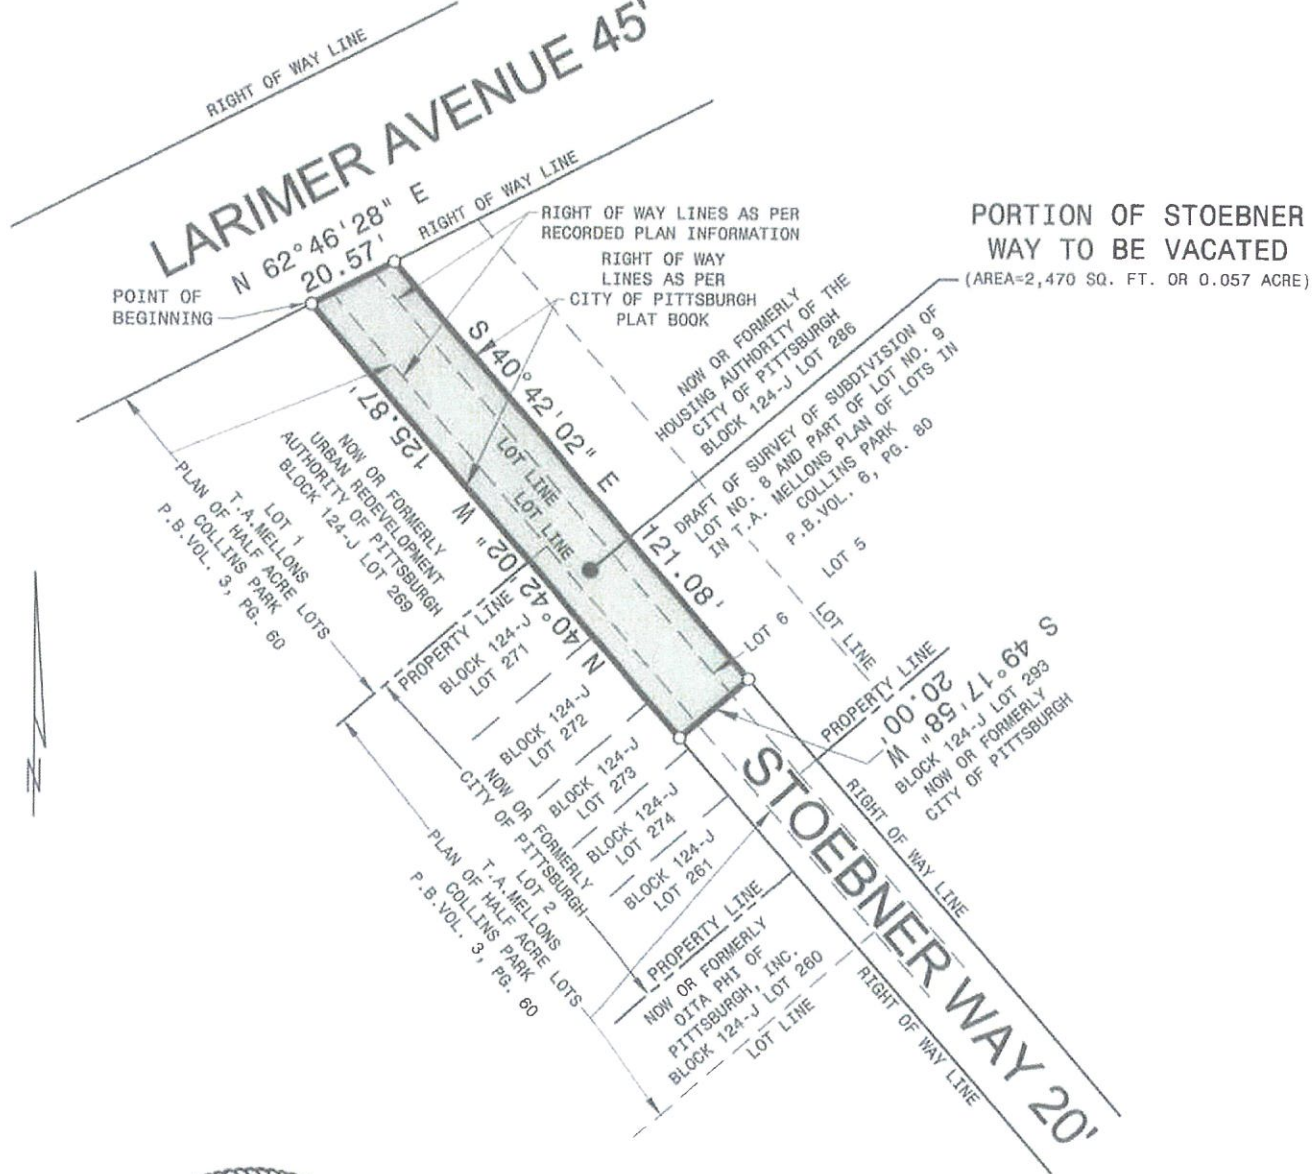 RIGHT OF WAY LINE
LARIMER AVENUE 45'
N 62°46'28" E
20.57'
RIGHT OF WAY LINE
POINT OF
BEGINNING
RIGHT OF WAY LINES AS PER
RECORDED PLAN INFORMATION
RIGHT OF WAY
LINES AS PER
CITY OF PITTSBURGH
PLAT BOOK
PORTION OF STOEBNER
WAY TO BE VACATED
(AREA=2,470 SQ. FT. OR 0.057 ACRE)
NOW OR FORMERLY
HOUSING AUTHORITY OF THE
CITY OF PITTSBURGH
BLOCK 124-J LOT 286
DRAFT OF SURVEY OF SUBDIVISION OF
LOT NO. 8 AND PART OF LOT NO. 9
IN T.A. MELLONS PLAN OF LOTS IN
COLLINS PARK
P.B.VOL. 6, PG. 80
LOT 5
S 40°42'02" E
121.08'
LOT LINE
LOT LINE
125.87'
N 40°42'02" W
LOT 1
T.A.MELLONS
PLAN OF HALF ACRE LOTS
COLLINS PARK
P.B.VOL. 3, PG. 60
NOW OR FORMERLY
URBAN REDEVELOPMENT
AUTHORITY OF PITTSBURGH
BLOCK 124-J LOT 269
PROPERTY LINE
BLOCK 124-J
LOT 271
BLOCK 124-J
LOT 272
BLOCK 124-J
LOT 273
BLOCK 124-J
LOT 274
BLOCK 124-J
LOT 261
NOW OR FORMERLY
CITY OF PITTSBURGH
LOT 2
T.A.MELLONS
PLAN OF HALF ACRE LOTS
COLLINS PARK
P.B.VOL. 3, PG. 60
PROPERTY LINE
NOW OR FORMERLY
OITA PHI OF
PITTSBURGH, INC.
BLOCK 124-J LOT 260
LOT LINE
LOT 6
LOT LINE
PROPERTY LINE
S 49°17'58" W
20.00'
BLOCK 124-J LOT 293
NOW OR FORMERLY
CITY OF PITTSBURGH
RIGHT OF WAY LINE
STOEBNER WAY 20'
RIGHT OF WAY LINE
N